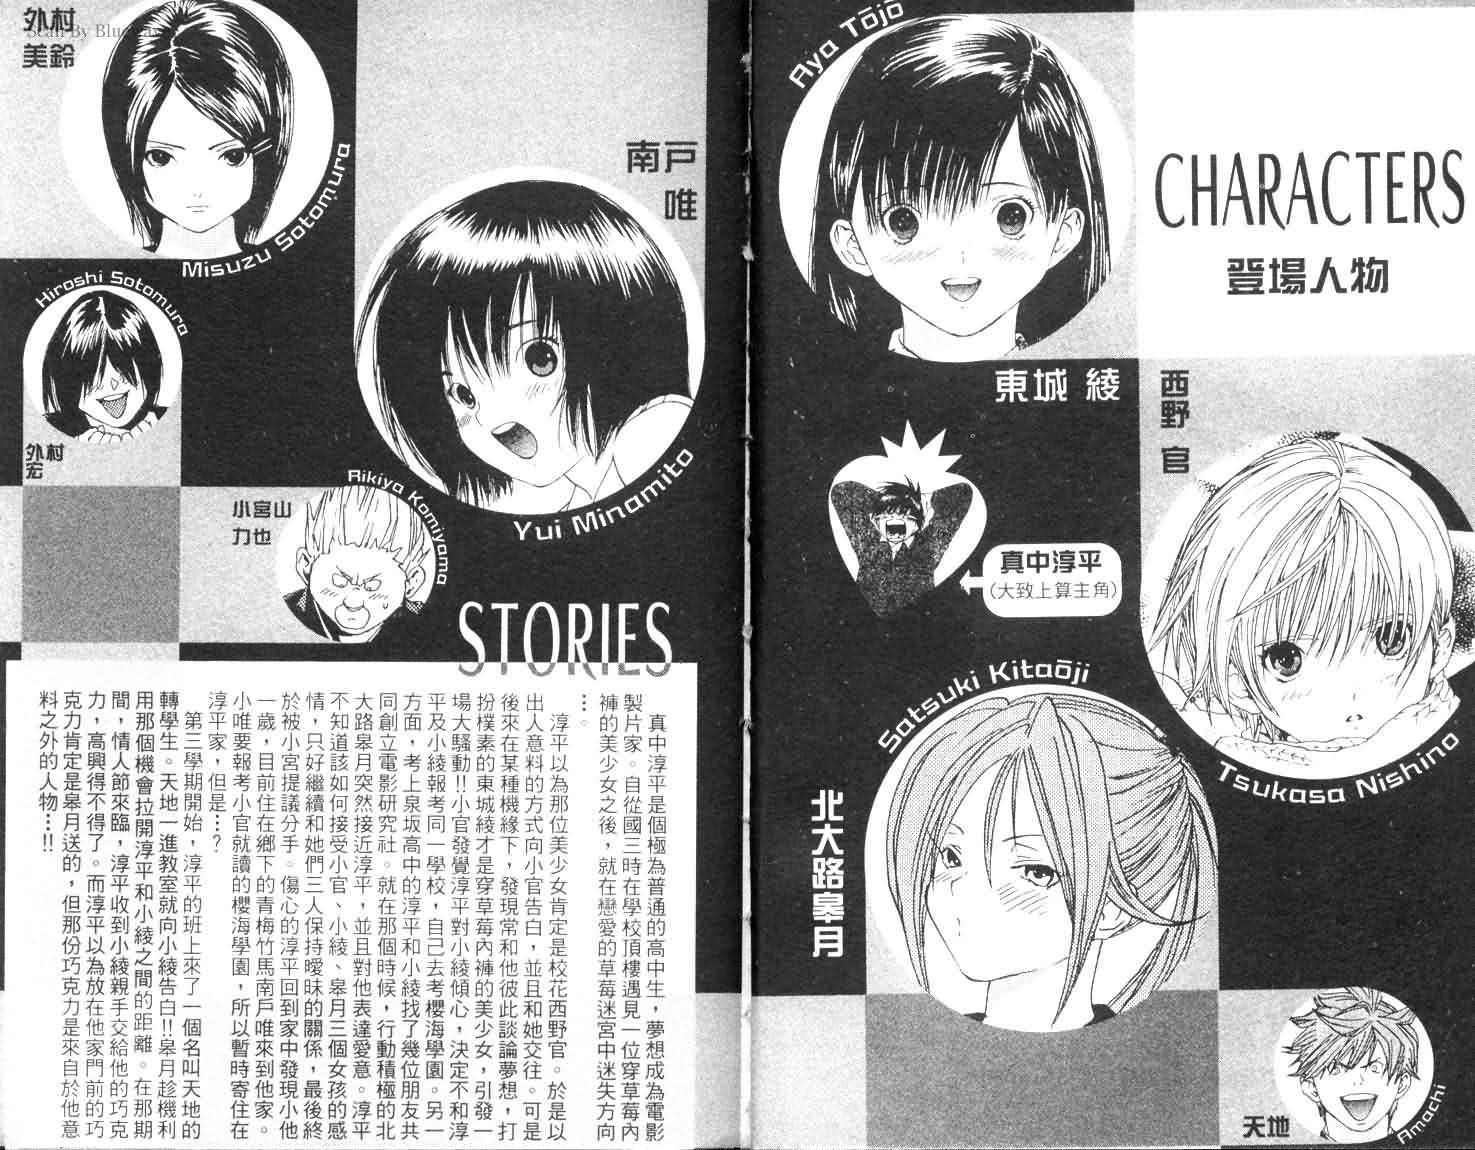 CHARACTERS
登場人物
Aya Tōjō
東城 綾
西野 官
Tsukasa Nishino
真中淳平
(大致上算主角)
Satsuki Kitaōji
北大路皋月
天地
Amachi
外村
美鈴
Scan By Blue
Misuzu Sotomura
南戸
唯
Yui Minamito
Hiroshi Sotomura
外村
宏
小宮山
力也
Rikiya Komiyama
STORIES
真中淳平是個極為普通的高中生，夢想成為電影
製片家。自從國三時在學校頂樓遇見一位穿草莓內
褲的美少女之後，就在戀愛的草莓迷宮中迷失方向
…。
淳平以為那位美少女肯定是校花西野官。於是以
出人意料的方式向小官告白，並且和她交往。可是
後來在某種機緣下，發現常和他彼此談論夢想，打
扮樸素的東城綾才是穿草莓內褲的美少女，引發一
場大騷動!!小官發覺淳平對小綾傾心，決定不和淳
平及小綾報考同一學校，自己去考櫻海學園。另一
方面，考上泉坂高中的淳平和小綾找了幾位朋友共
同創立電影研究社。就在那個時候，行動積極的北
大路皋月突然接近淳平，並且對他表達愛意。淳平
不知道該如何接受小官、小綾、皋月三個女孩的感
情，只好繼續和她們三人保持曖昧的關係，最後終
於被小宮提議分手。傷心的淳平回到家中發現小他
一歲，目前住在鄉下的青梅竹馬南戶唯來到他家。
小唯要報考小官就讀的櫻海學園，所以暫時寄住在
淳平家，但是…?
第三學期開始，淳平的班上來了一個名叫天地的
轉學生。天地一進教室就向小綾告白!!皋月趁機利
用那個機會拉開淳平和小綾之間的距離。在那期
間，情人節來臨，淳平收到小綾親手交給他的巧克
力，高興得不得了。而淳平以為放在他家門前的巧
克力肯定是皋月送的，但那份巧克力是來自於他意
料之外的人物…!!